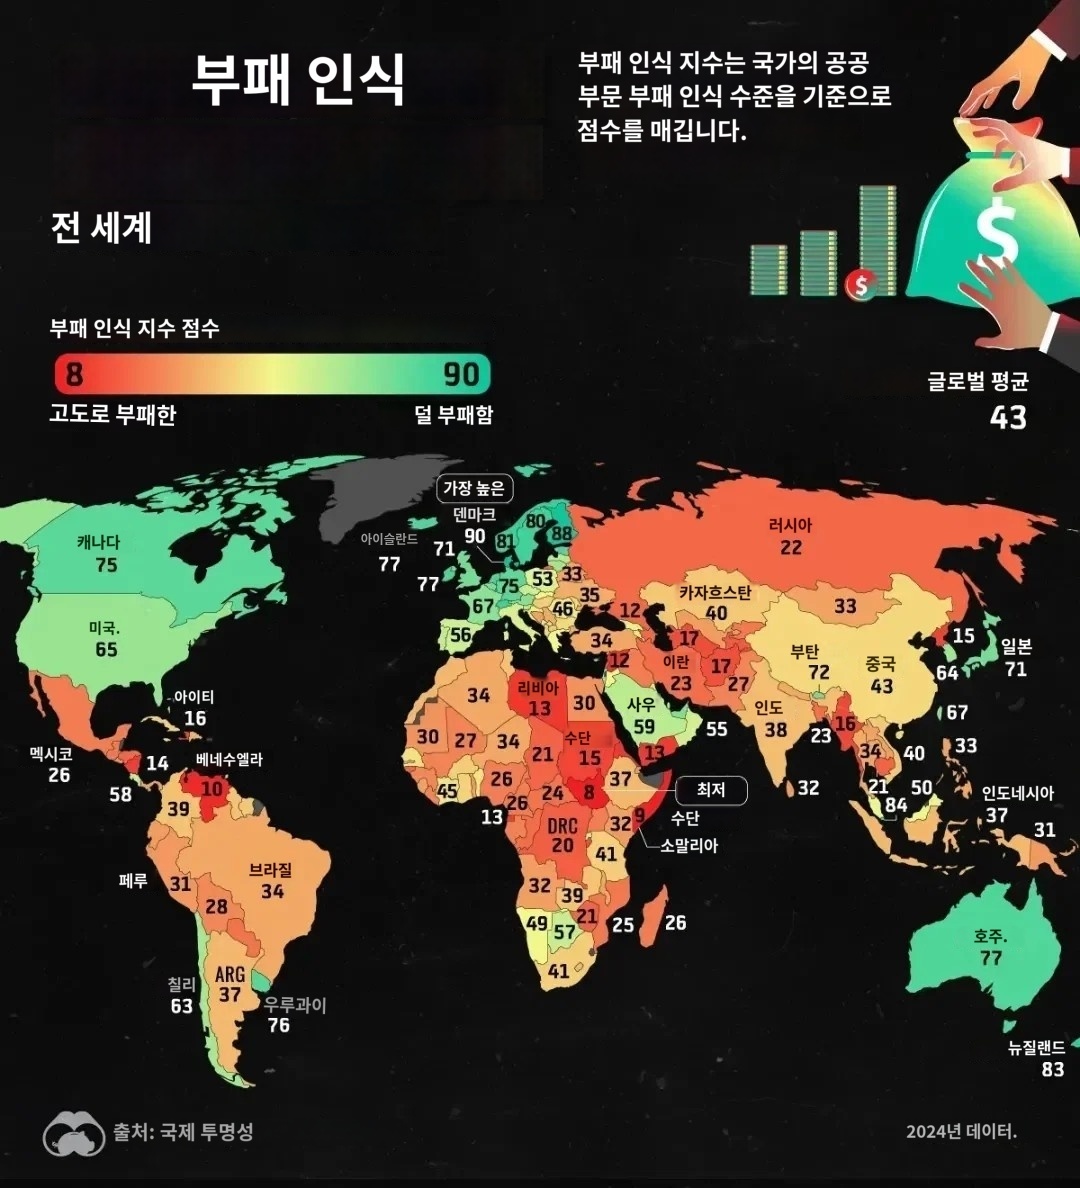 부패 인식
부패 인식 지수는 국가의 공공
부문 부패 인식 수준을 기준으로
점수를 매깁니다.
$
$
전 세계
부패 인식 지수 점수
8
90
고도로 부패한
덜 부패함
글로벌 평균
43
가장 높은
덴마크
90
아이슬란드
77
71
77
81
80
88
75
53
33
35
67
46
56
12
34
12
캐나다
75
미국.
65
러시아
22
카자흐스탄
40
33
17
이란
23
17
27
부탄
72
중국
43
15
64
일본
71
아이티
16
멕시코
26
14
58
베네수엘라
10
39
34
리비아
13
30
사우
59
55
13
인도
38
23
16
67
33
30
27
34
21
수단
15
37
45
26
26
13
24
8
최저
수단
9
소말리아
32
34
40
21
84
50
인도네시아
37
31
DRC
20
32
41
페루
31
브라질
34
28
32
39
49
57
21
25
26
41
ARG
37
칠리
63
우루과이
76
호주.
77
뉴질랜드
83
출처: 국제 투명성
2024년 데이터.